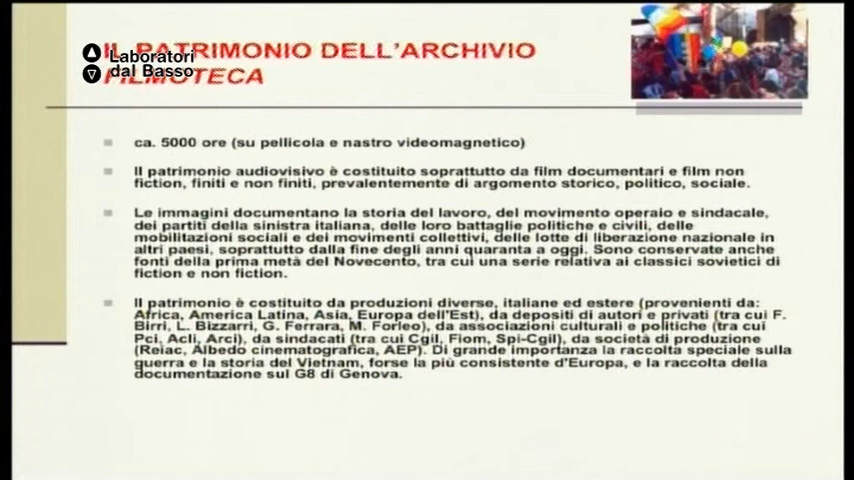 IL PATRIMONIO DELL'ARCHIVIO
FILMOTECA
Laboratori
dal Basso
ca. 5000 ore (su pellicola e nastro videomagnetico)
Il patrimonio audiovisivo è costituito soprattutto da film documentari e film non
fiction, finiti e non finiti, prevalentemente di argomento storico, politico, sociale.
Le immagini documentano la storia del lavoro, del movimento operaio e sindacale,
dei partiti della sinistra italiana, delle loro battaglie politiche e civili, delle
mobilitazioni sociali e dei movimenti collettivi, delle lotte di liberazione nazionale in
altri paesi, soprattutto dalla fine degli anni quaranta a oggi. Sono conservate anche
fonti della prima metà del Novecento, tra cui una serie relativa ai classici sovietici di
fiction e non fiction.
Il patrimonio è costituito da produzioni diverse, italiane ed estere (provenienti da:
Africa, America Latina, Asia, Europa dell'Est), da depositi di autori e privati (tra cui F.
Birri, L. Bizzarri, G. Ferrara, M. Forleo), da associazioni culturali e politiche (tra cui
Pci, Acli, Arci), da sindacati (tra cui Cgil, Fiom, Spi-Cgil), da società di produzione
(Reiac, Albedo cinematografica, AEP). Di grande importanza la raccolta speciale sulla
guerra e la storia del Vietnam, forse la più consistente d'Europa, e la raccolta della
documentazione sul G8 di Genova.